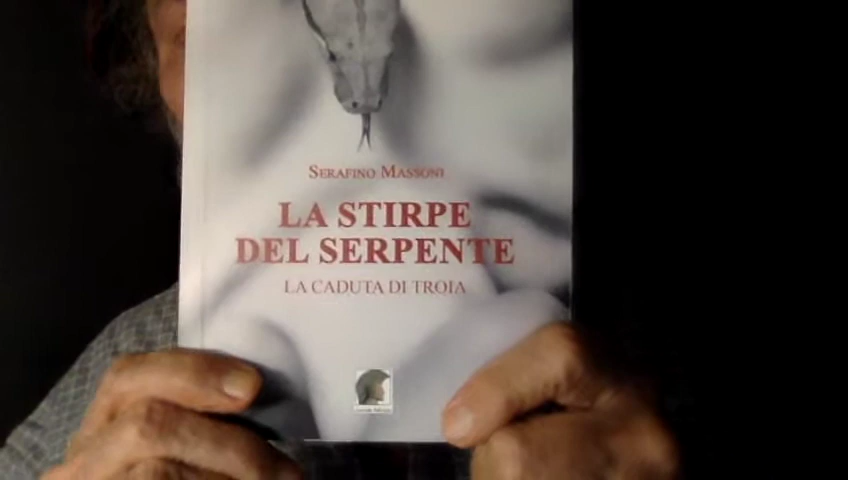 SERAFINO MASSONI
LA STIRPE
DEL SERPENTE
LA CADUTA DI TROIA